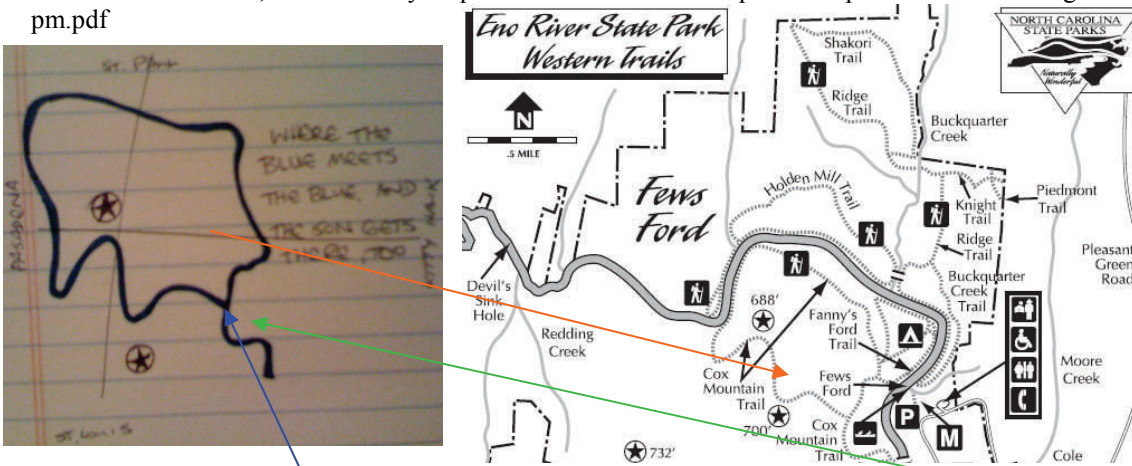 pm.pdf
ST. PAUL
WHERE THE
BLUE MEETS
THE BLUE, AND
THE SON GETS
THERE, TOO
PASADENA
KITTY HAWK
ST. LOUIS
Eno River State Park
Western Trails
NORTH CAROLINA
STATE PARKS
Naturally
Wonderful
N
.5 MILE
Shakori
Trail
Ridge
Trail
Buckquarter
Creek
Fews
Ford
Holden Mill Trail
Knight
Trail
Piedmont
Trail
Ridge
Trail
Pleasant
Green
Road
Devil's
Sink
Hole
Redding
Creek
688'
Buckquarter
Creek
Trail
Fanny's
Ford
Trail
Moore
Creek
Cox
Mountain
Trail
Fews
Ford
700'
Cox
Mountain
Trail
P
M
732'
Cole